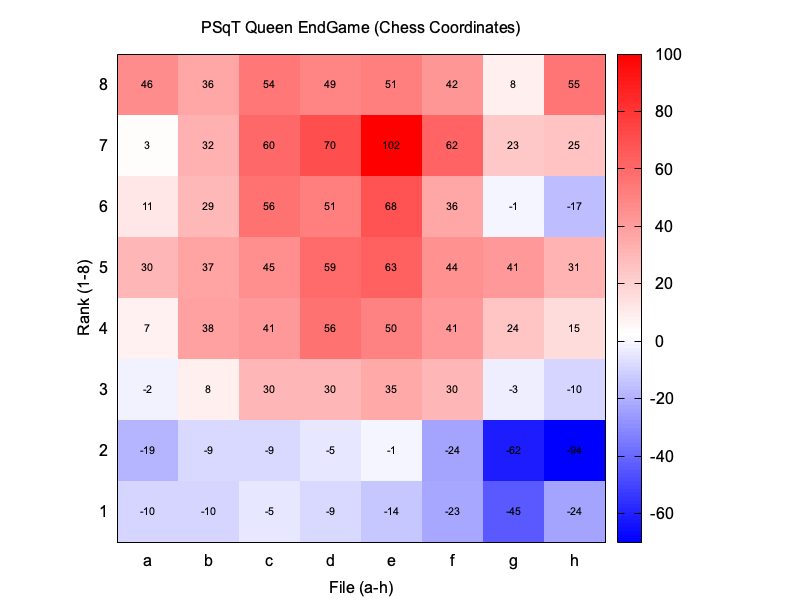 PSqT Queen EndGame (Chess Coordinates)
8 46 36 54 49 51 42 8 55
7 3 32 60 70 102 62 23 25
6 11 29 56 51 68 36 -1 -17
5 30 37 45 59 63 44 41 31
4 7 38 41 56 50 41 24 15
3 -2 8 30 30 35 30 -3 -10
2 -19 -9 -9 -5 -1 -24 -62 -94
1 -10 -10 -5 -9 -14 -23 -45 -24
a b c d e f g h
File (a-h)
Rank (1-8)
100
80
60
40
20
0
-20
-40
-60